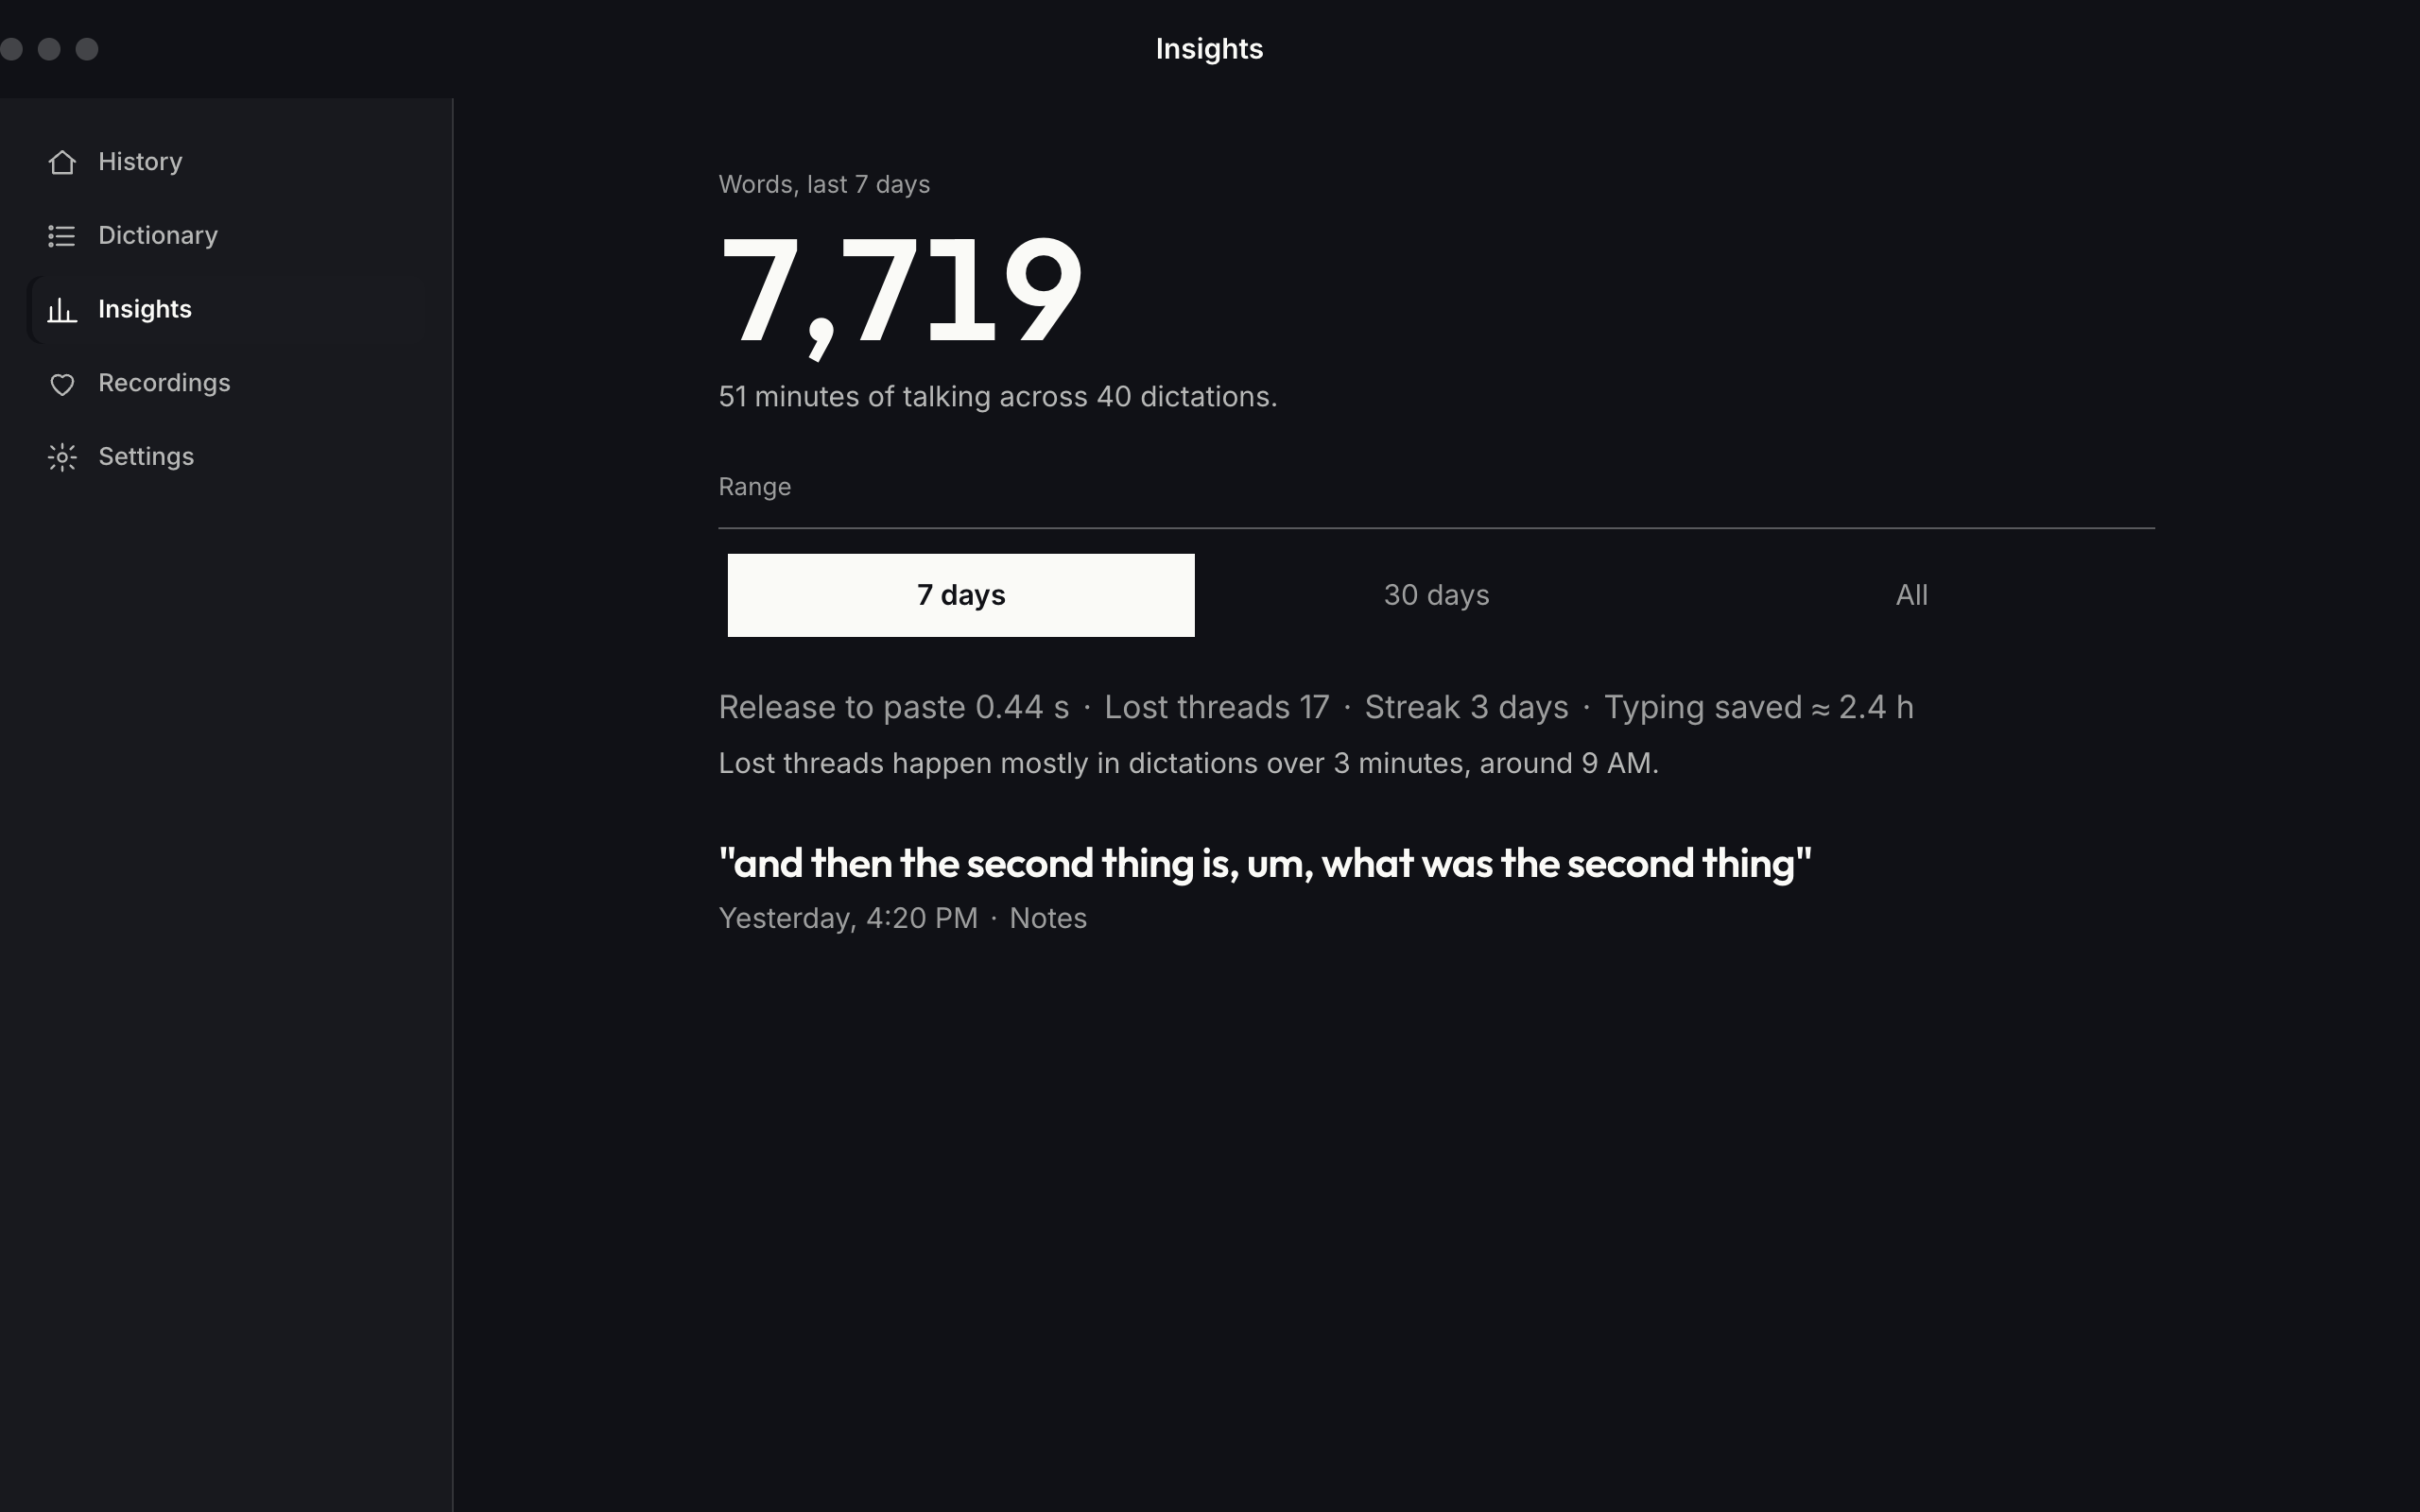 Insights
History
Dictionary
Insights
Recordings
Settings
Words, last 7 days
7,719
51 minutes of talking across 40 dictations.
Range
7 days 30 days All
Release to paste 0.44 s · Lost threads 17 · Streak 3 days · Typing saved ≈ 2.4 h
Lost threads happen mostly in dictations over 3 minutes, around 9 AM.
"and then the second thing is, um, what was the second thing"
Yesterday, 4:20 PM · Notes